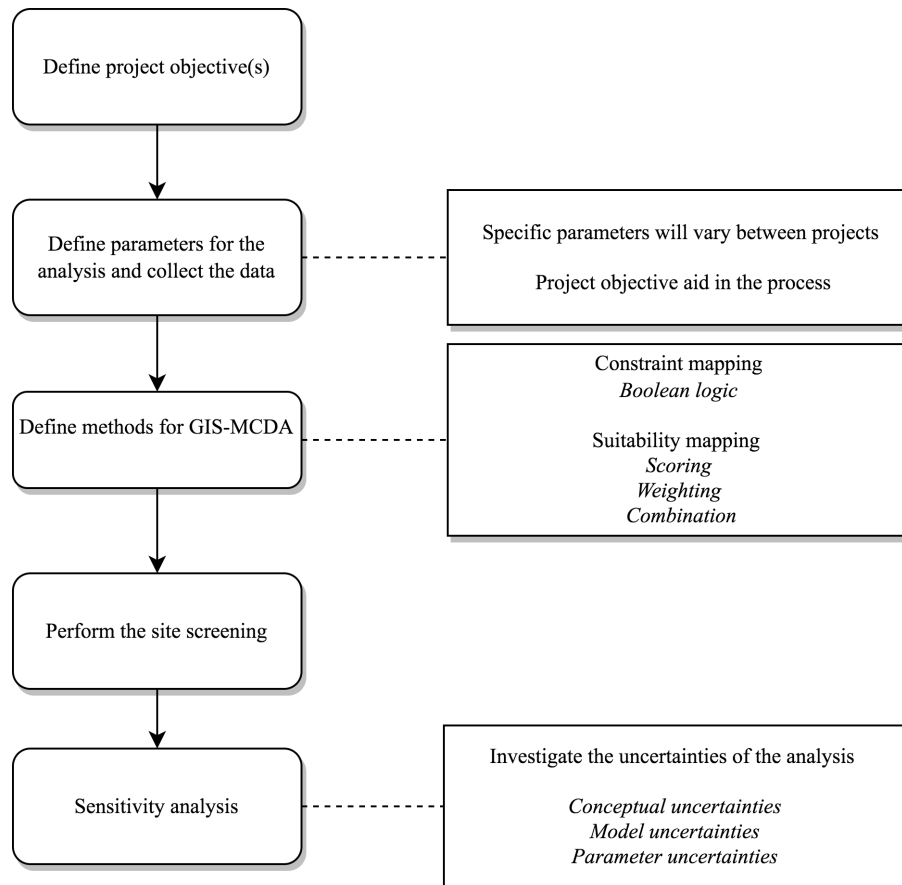 Define project objective(s)
Define parameters for the
analysis and collect the data
Specific parameters will vary between projects
Project objective aid in the process
Define methods for GIS-MCDA
Constraint mapping
Boolean logic
Suitability mapping
Scoring
Weighting
Combination
Perform the site screening
Sensitivity analysis
Investigate the uncertainties of the analysis
Conceptual uncertainties
Model uncertainties
Parameter uncertainties